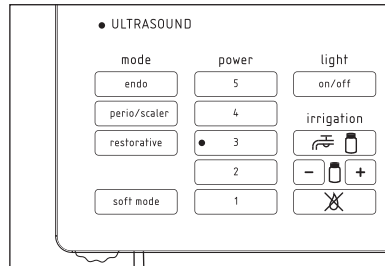 ULTRASOUND
mode power light
endo 5 on/off
perio/scaler 4 irrigation
restorative 3
2 - +
soft mode 1